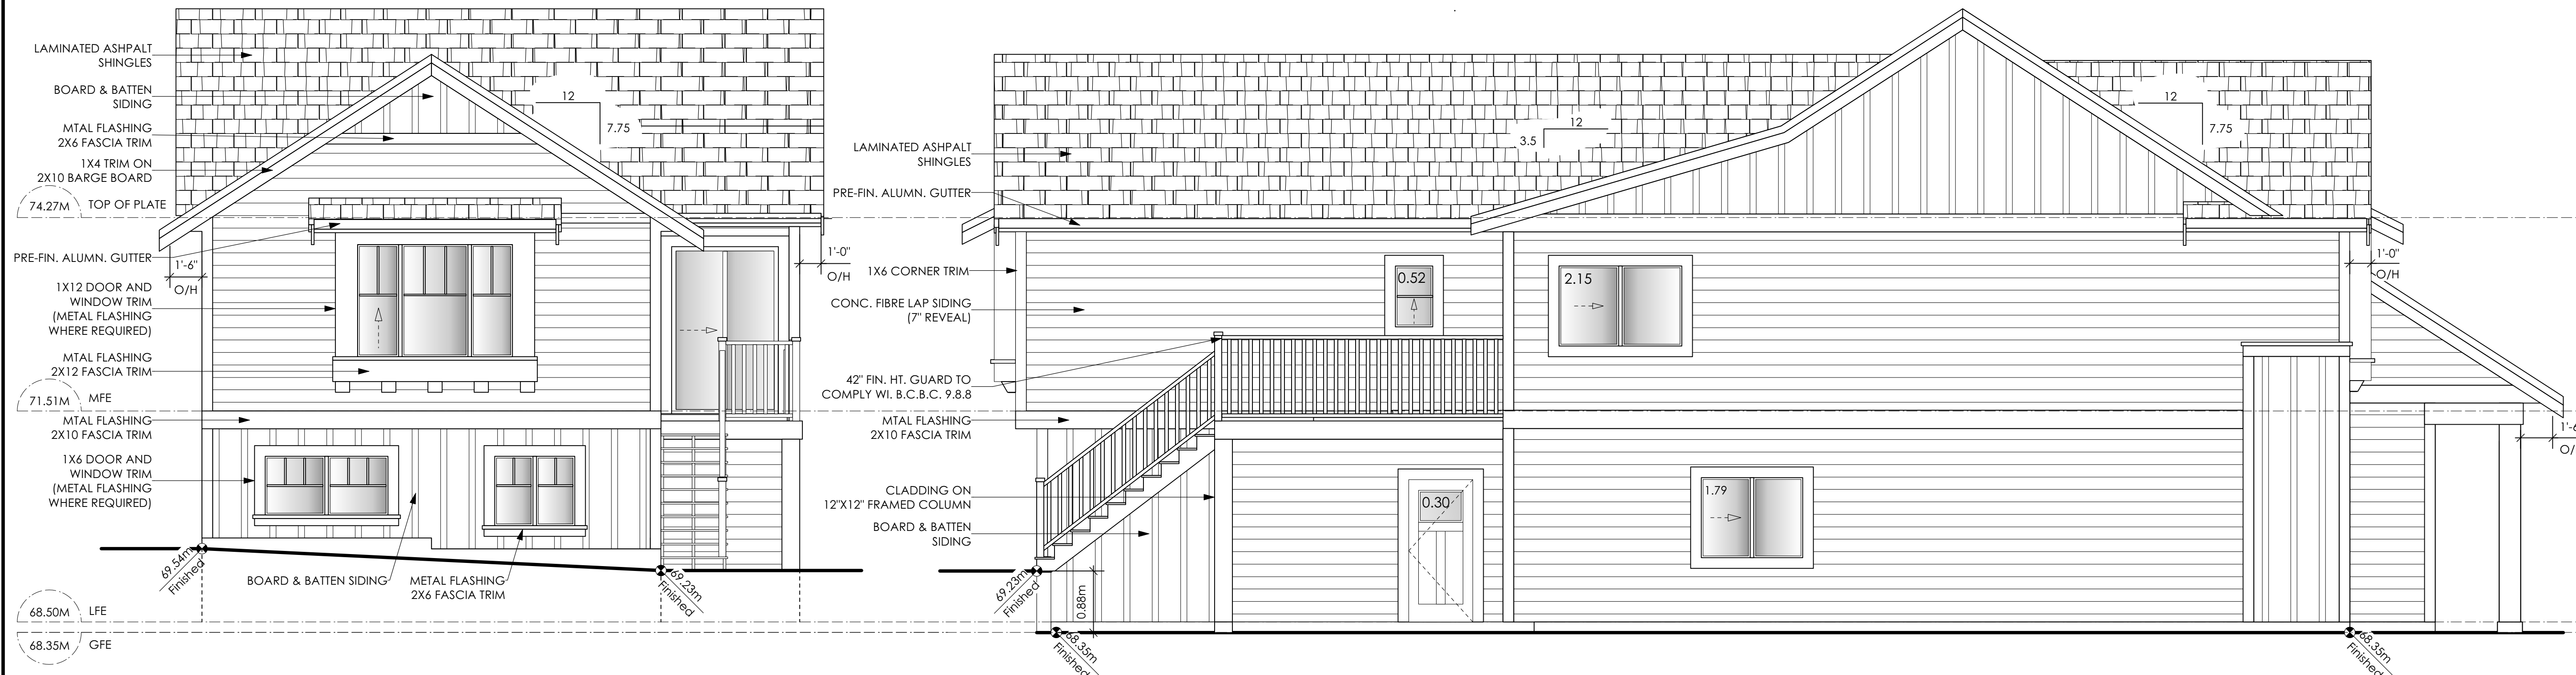 LAMINATED ASHPALT
SHINGLES
BOARD & BATTEN
SIDING
MTAL FLASHING
2X6 FASCIA TRIM
1X4 TRIM ON
2X10 BARGE BOARD
74.27M
TOP OF PLATE
PRE-FIN. ALUMN. GUTTER
1'-6"
O/H
1X12 DOOR AND
WINDOW TRIM
(METAL FLASHING
WHERE REQUIRED)
MTAL FLASHING
2X12 FASCIA TRIM
71.51M
MFE
MTAL FLASHING
2X10 FASCIA TRIM
1X6 DOOR AND
WINDOW TRIM
(METAL FLASHING
WHERE REQUIRED)
69.54m
Finished
BOARD & BATTEN SIDING
METAL FLASHING
2X6 FASCIA TRIM
69.23m
Finished
68.50M
LFE
68.35M
GFE
12
7.75
1'-0"
O/H
LAMINATED ASHPALT
SHINGLES
PRE-FIN. ALUMN. GUTTER
1X6 CORNER TRIM
CONC. FIBRE LAP SIDING
(7" REVEAL)
42" FIN. HT. GUARD TO
COMPLY WI. B.C.B.C. 9.8.8
MTAL FLASHING
2X10 FASCIA TRIM
CLADDING ON
12"X12" FRAMED COLUMN
BOARD & BATTEN
SIDING
69.23m
Finished
0.88m
68.35m
Finished
12
3.5
12
7.75
0.52
2.15
0.30
1.79
1'-0"
O/H
1'-6
O/
68.35m
Finished